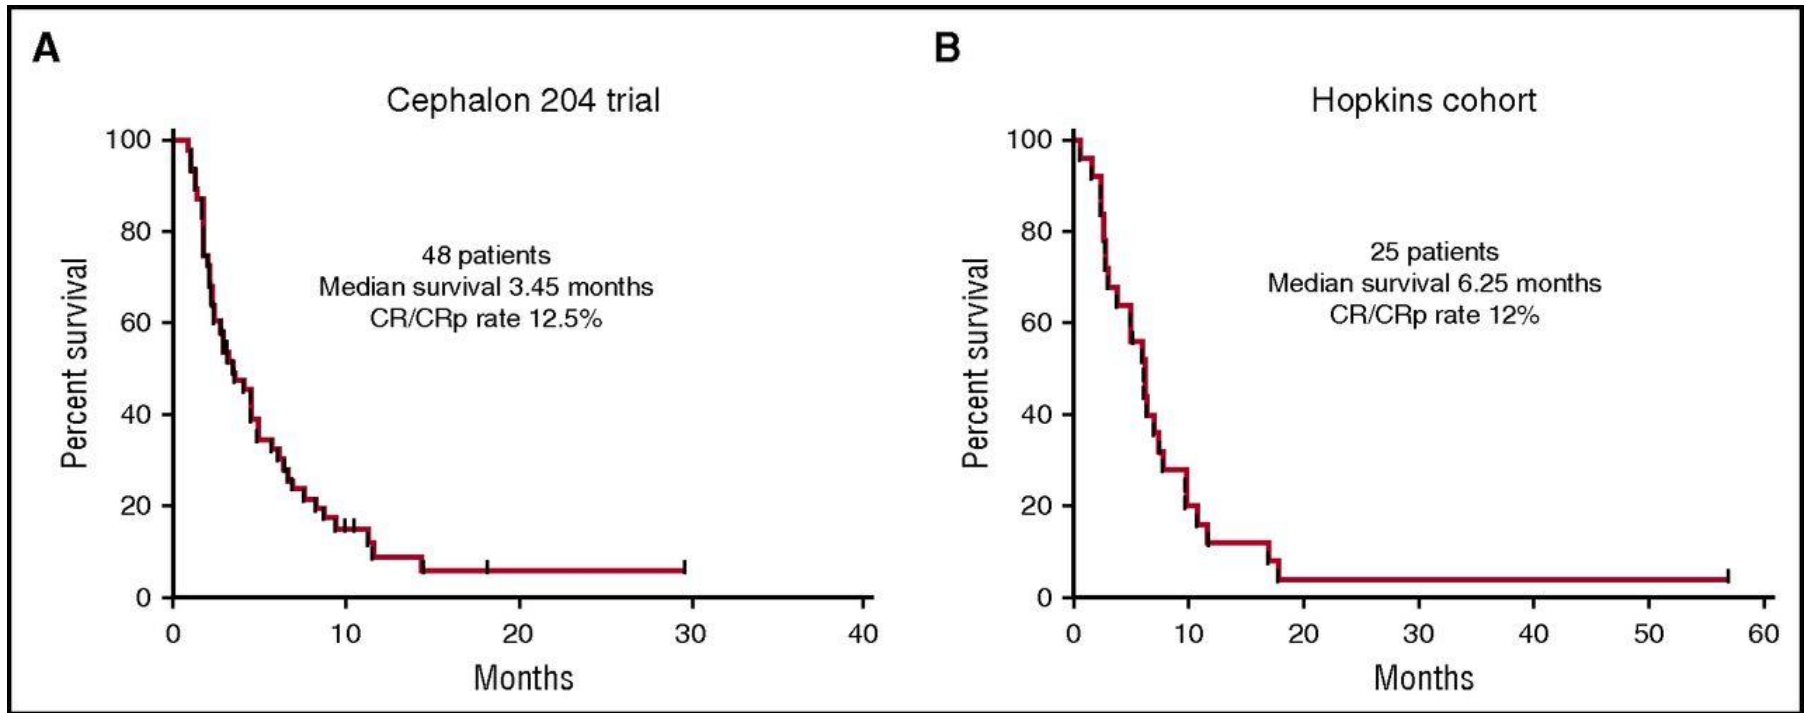 A
Cephalon 204 trial
100
80
60
40
20
0
Percent survival
48 patients
Median survival 3.45 months
CR/CRp rate 12.5%
0 10 20 30 40
Months
B
Hopkins cohort
100
80
60
40
20
0
Percent survival
25 patients
Median survival 6.25 months
CR/CRp rate 12%
0 10 20 30 40 50 60
Months